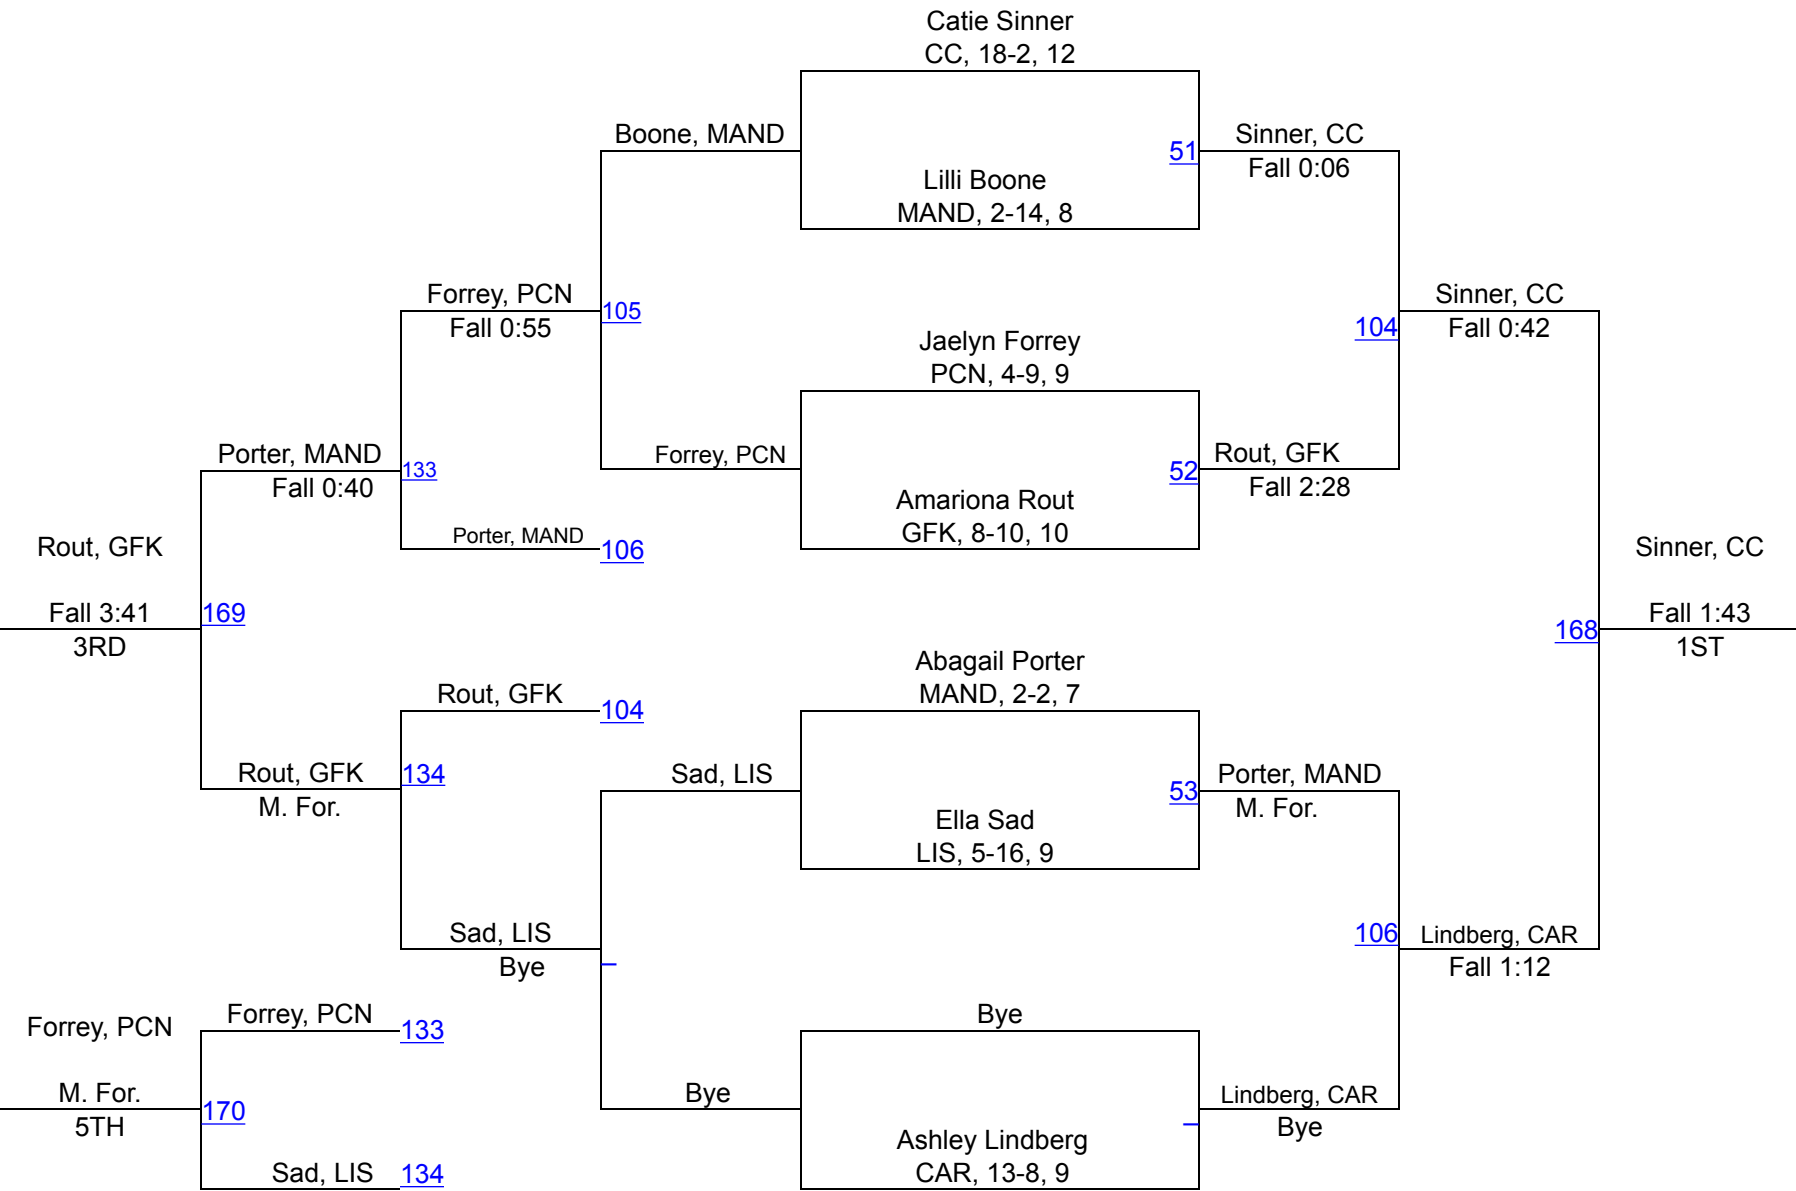 Catie Sinner
CC, 18-2, 12
Boone, MAND
51
Sinner, CC
Fall 0:06
Lilli Boone
MAND, 2-14, 8
Forrey, PCN
Fall 0:55
105
Sinner, CC
Fall 0:42
104
Jaelyn Forrey
PCN, 4-9, 9
Porter, MAND
Fall 0:40
133
Forrey, PCN
52
Rout, GFK
Fall 2:28
Amariona Rout
GFK, 8-10, 10
Porter, MAND
106
Rout, GFK
Fall 3:41
3RD
169
Sinner, CC
Fall 1:43
1ST
168
Abagail Porter
MAND, 2-2, 7
Rout, GFK
104
Rout, GFK
M. For.
134
Sad, LIS
53
Porter, MAND
M. For.
Ella Sad
LIS, 5-16, 9
Sad, LIS
Bye
106
Lindberg, CAR
Fall 1:12
Forrey, PCN
M. For.
5TH
170
Forrey, PCN
133
Bye
Bye
Lindberg, CAR
Bye
Ashley Lindberg
CAR, 13-8, 9
Sad, LIS
134